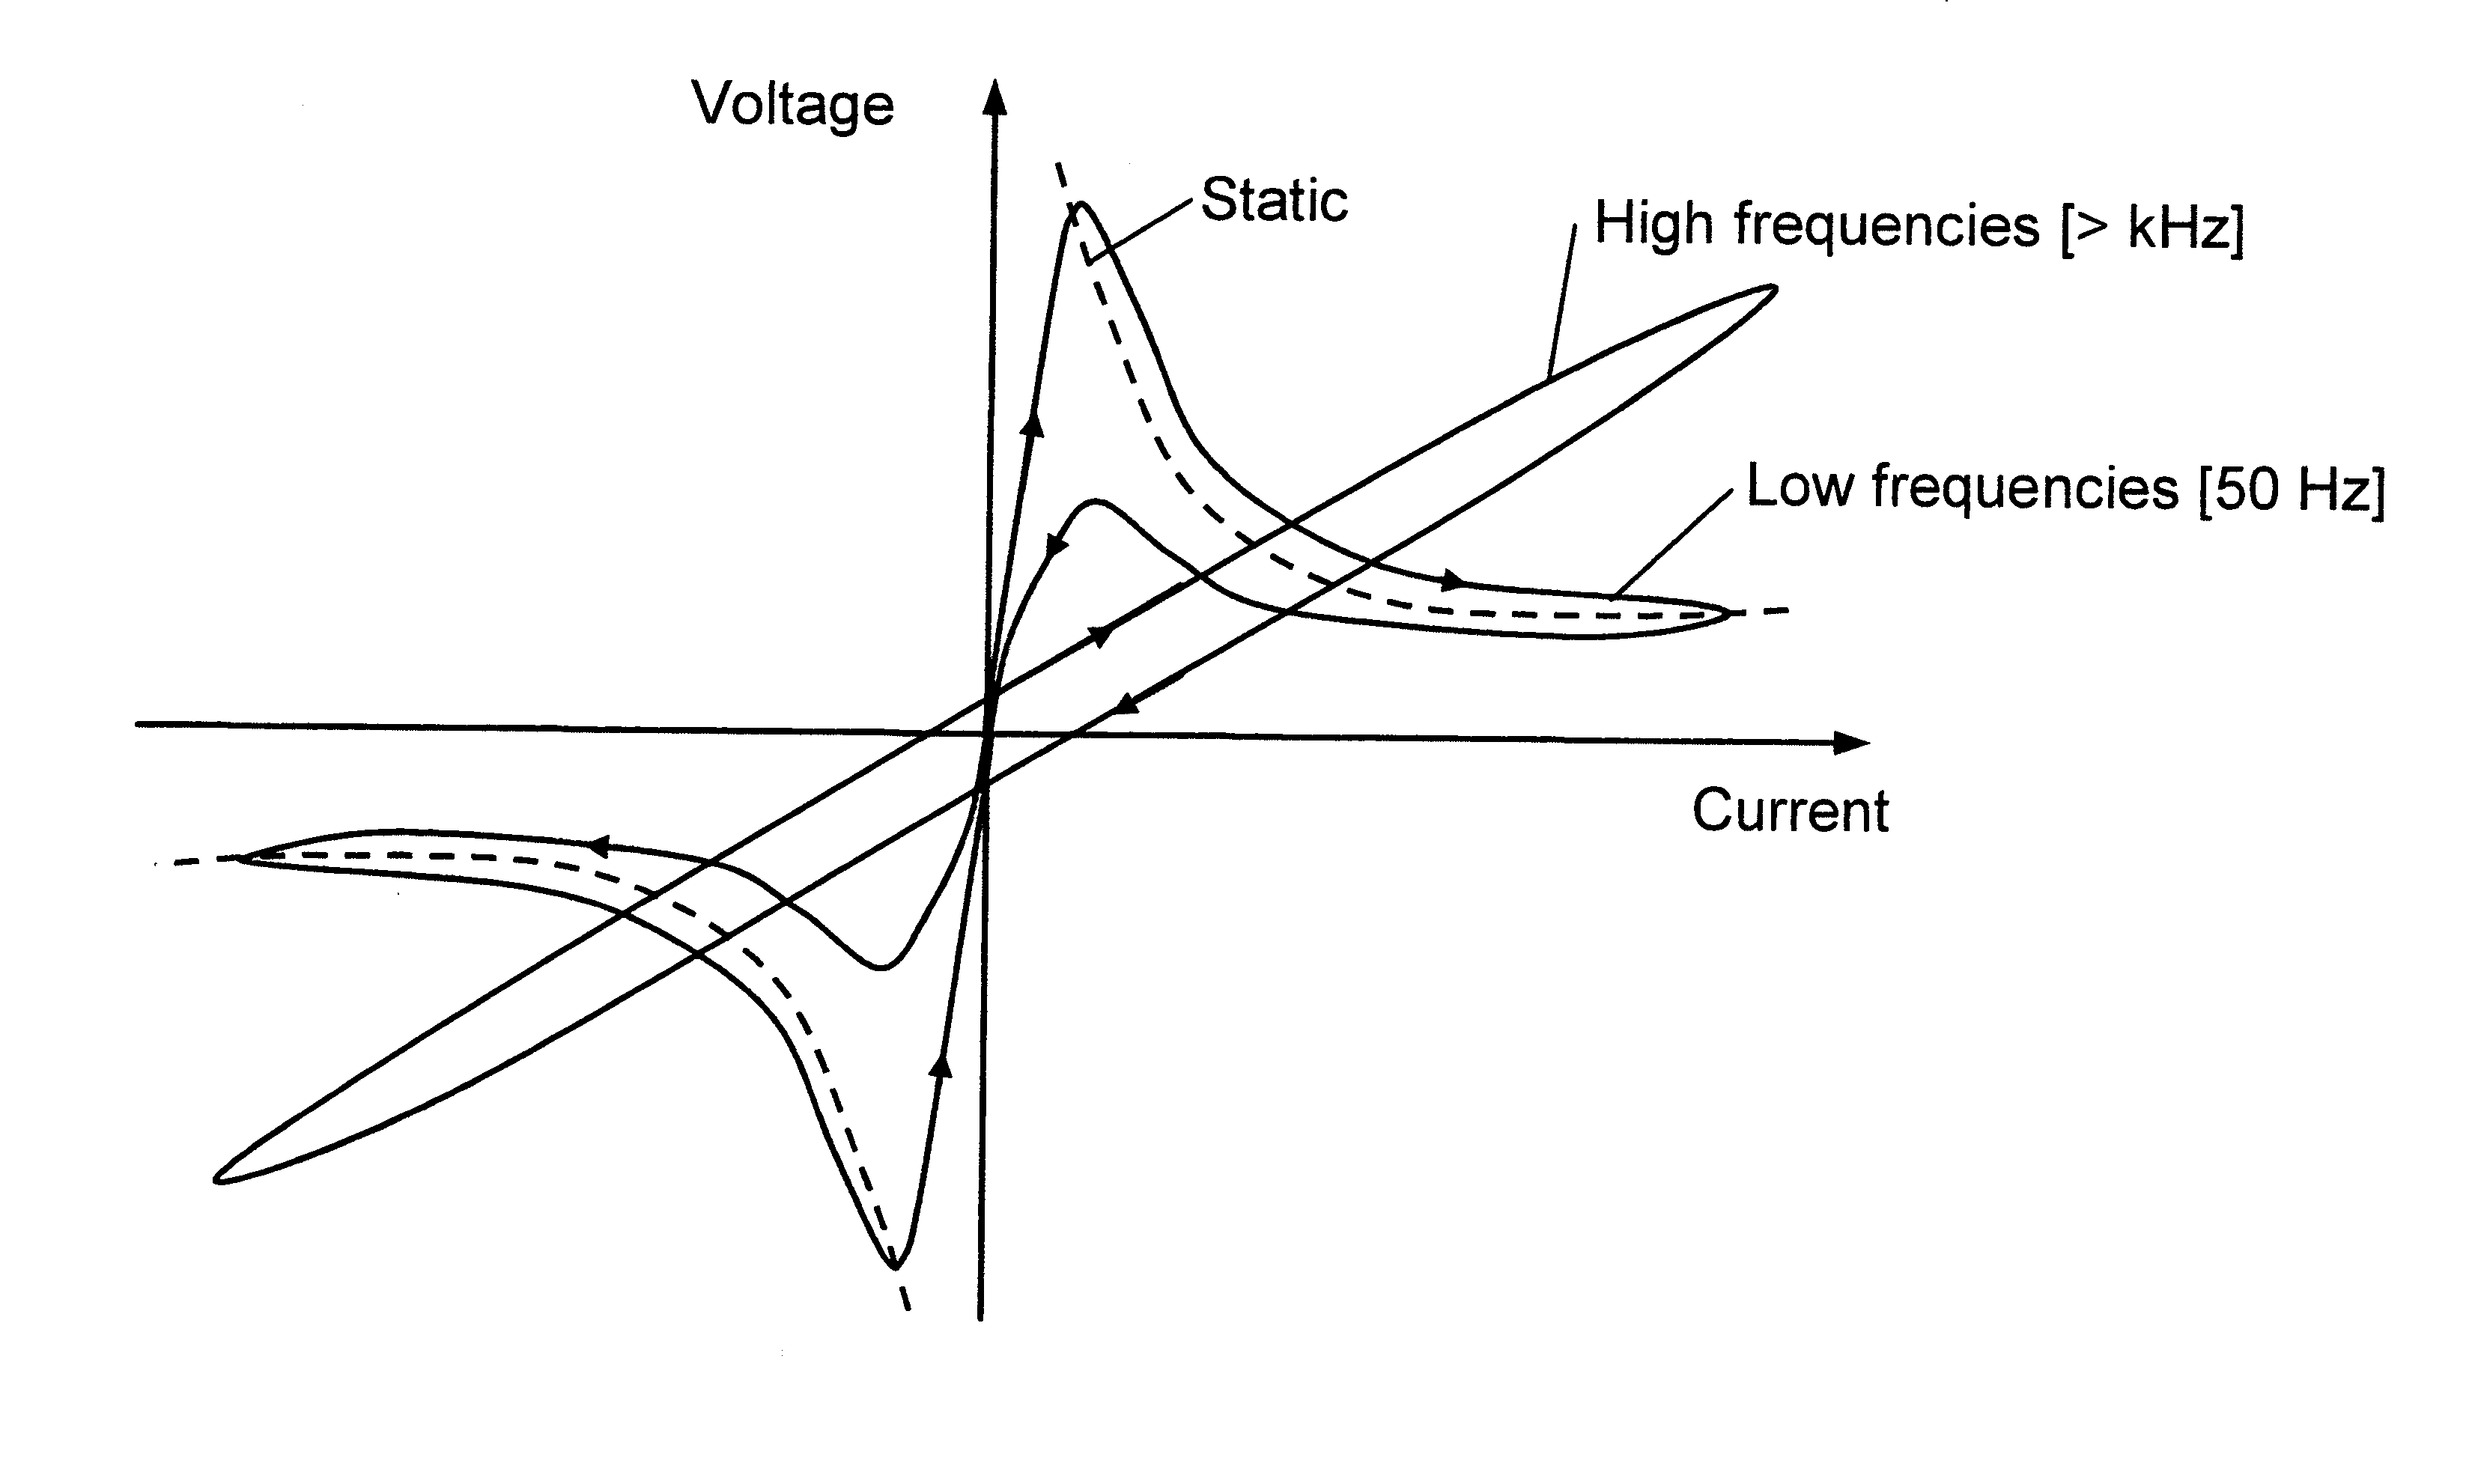 Voltage
Static
High frequencies [> kHz]
Low frequencies [50 Hz]
Current